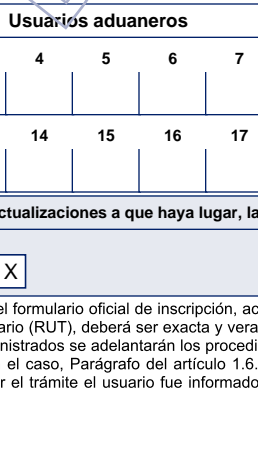 Usuarios aduaneros
4 5 6 7
14 15 16 17
ctualizaciones a que haya lugar, la
X
el formulario oficial de inscripción, ac
ario (RUT), deberá ser exacta y vera
nistrados se adelantarán los procedi
el caso, Parágrafo del artículo 1.6.
r el trámite el usuario fue informado